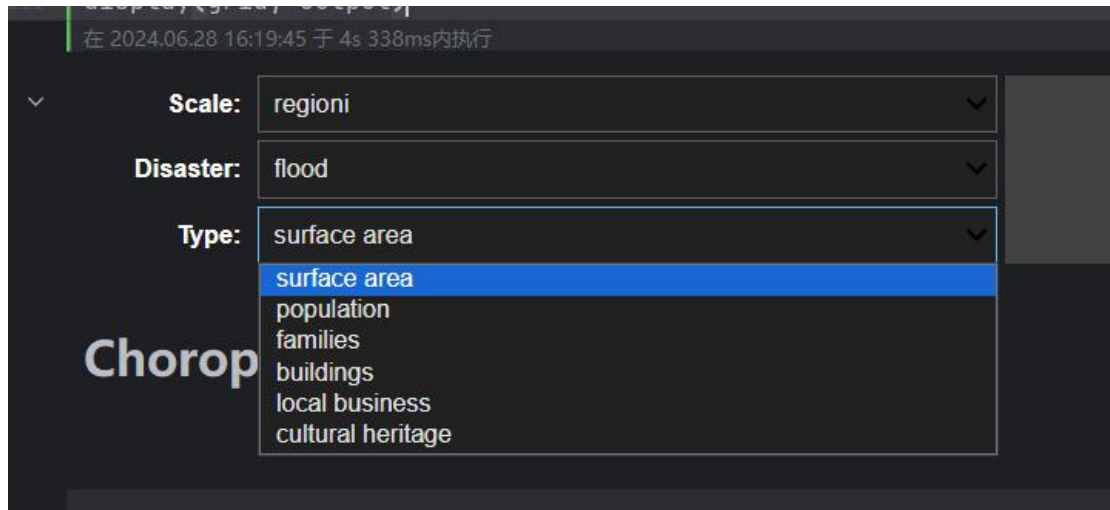 在 2024.06.28 16:19:45 于 4s 338ms内执行
Scale: regioni
Disaster: flood
Type: surface area
surface area
population
families
buildings
local business
cultural heritage
Chorop